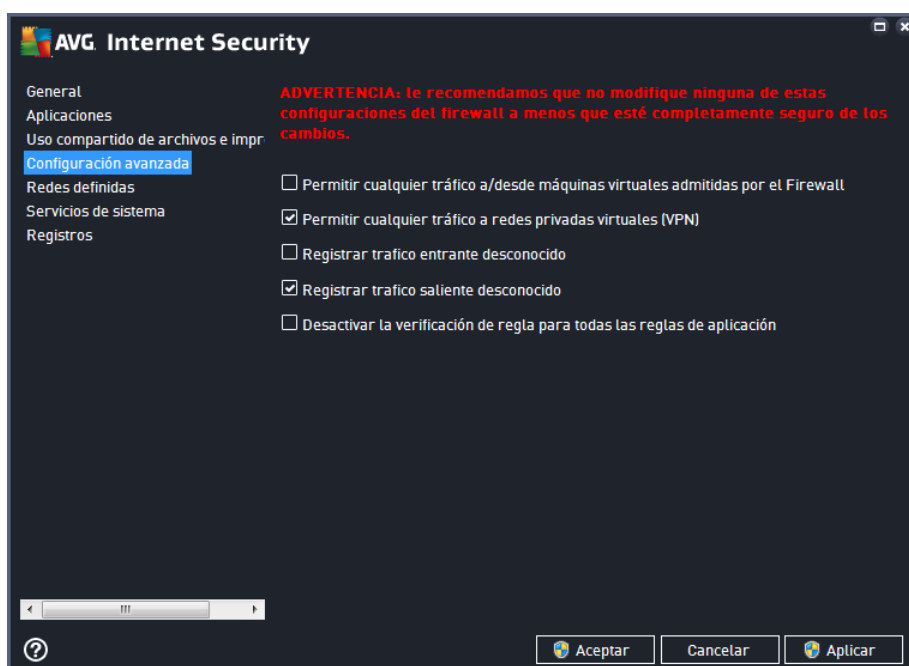 AVG. Internet Security
General
Aplicaciones
Uso compartido de archivos e impr
Configuración avanzada
Redes definidas
Servicios de sistema
Registros
ADVERTENCIA: le recomendamos que no modifique ninguna de estas
configuraciones del firewall a menos que esté completamente seguro de los
cambios.
Permitir cualquier tráfico a/desde máquinas virtuales admitidas por el Firewall
Permitir cualquier tráfico a redes privadas virtuales (VPN)
Registrar trafico entrante desconocido
Registrar trafico saliente desconocido
Desactivar la verificación de regla para todas las reglas de aplicación
Aceptar
Cancelar
Aplicar